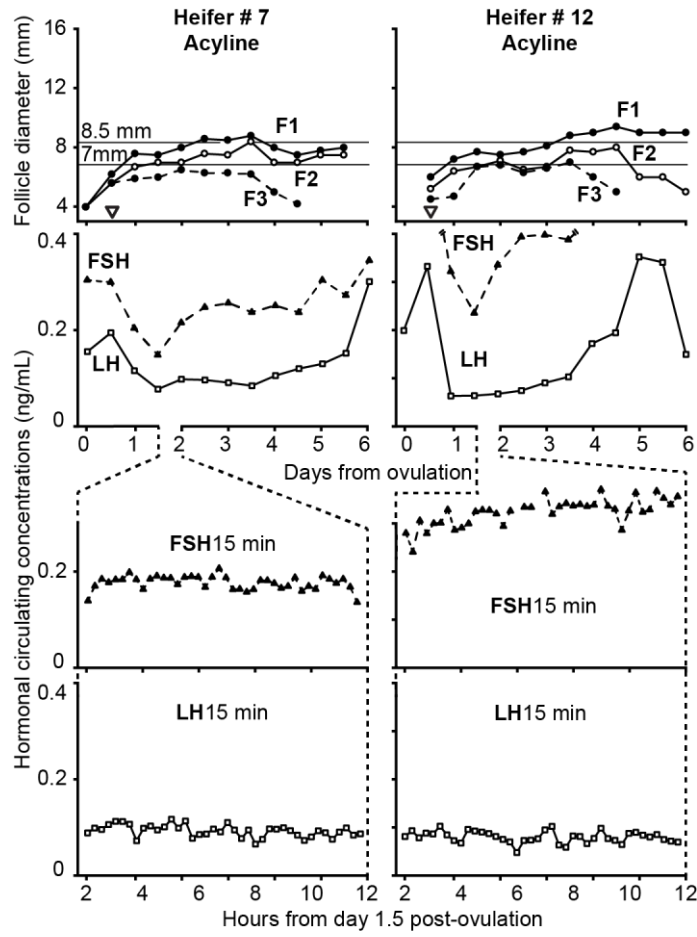 Heifer # 7
Acyline
Heifer # 12
Acyline
Follicle diameter (mm)
16
12
8
4
8.5 mm
7mm
F1
F2
F3
F1
F2
F3
Hormonal circulating concentrations (ng/mL)
0.4
0.2
0
FSH
LH
FSH
LH
0 1 2 3 4 5 6
0 1 2 3 4 5 6
Days from ovulation
0.2
0
FSH15 min
FSH15 min
0.4
0.2
0
LH15 min
LH15 min
2 4 6 8 10 12
2 4 6 8 10 12
Hours from day 1.5 post-ovulation